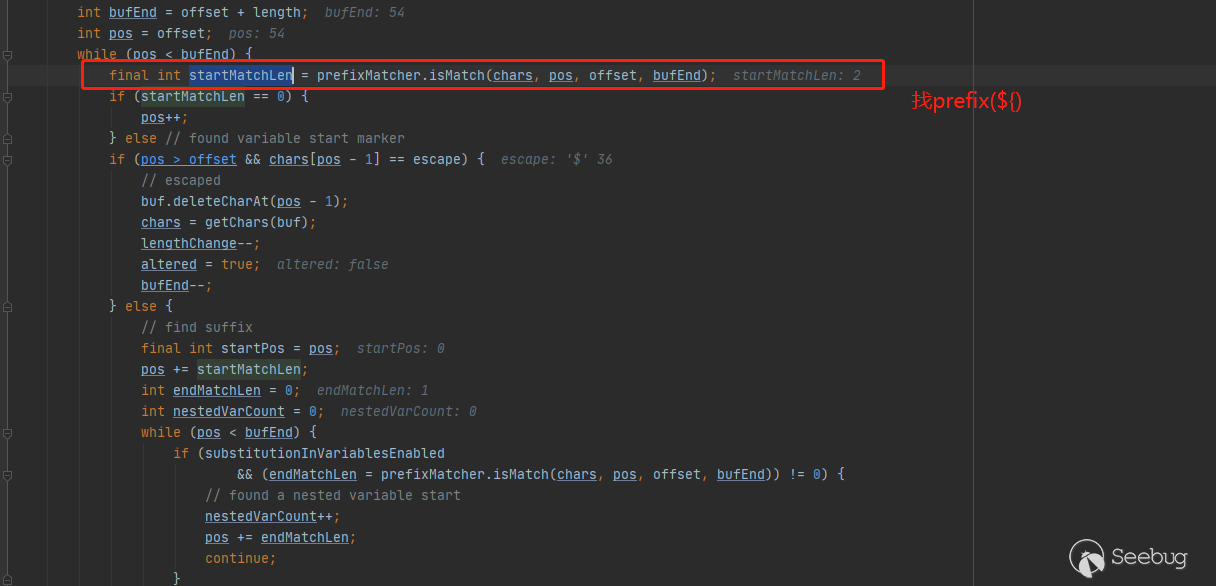 int bufEnd = offset + length; bufEnd: 54
int pos = offset; pos: 54
while (pos < bufEnd) {
final int startMatchLen = prefixMatcher.isMatch(chars, pos, offset, bufEnd); startMatchLen: 2
找prefix(${)
if (startMatchLen == 0) {
pos++;
} else // found variable start marker
if (pos > offset && chars[pos - 1] == escape) { escape: '$' 36
// escaped
buf.deleteCharAt(pos - 1);
chars = getChars(buf);
lengthChange--;
altered = true; altered: false
bufEnd--;
} else {
// find suffix
final int startPos = pos; startPos: 0
pos += startMatchLen;
int endMatchLen = 0; endMatchLen: 1
int nestedVarCount = 0; nestedVarCount: 0
while (pos < bufEnd) {
if (substitutionInVariablesEnabled
&& (endMatchLen = prefixMatcher.isMatch(chars, pos, offset, bufEnd)) != 0) {
// found a nested variable start
nestedVarCount++;
pos += endMatchLen;
continue;
}
Seebug